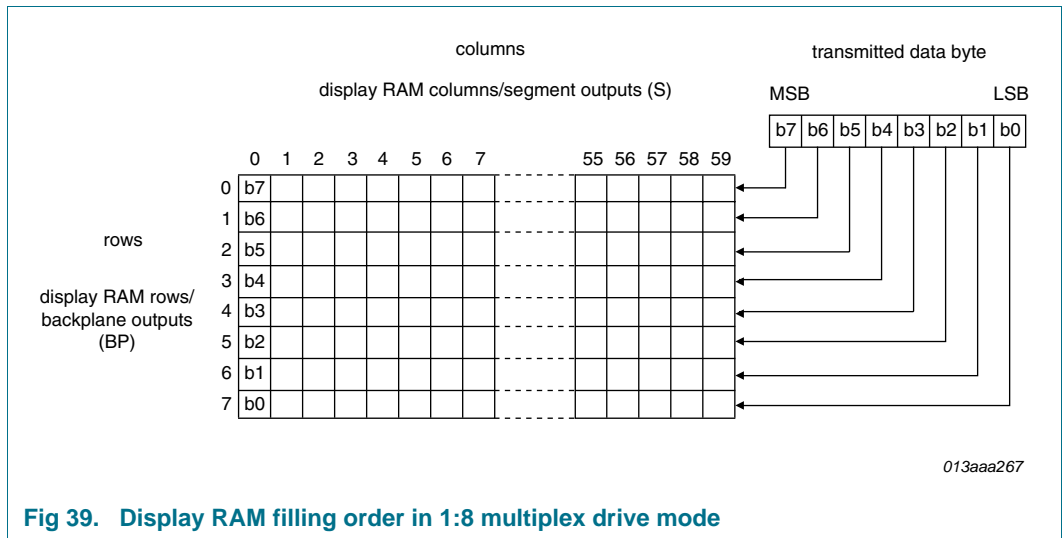 columns
display RAM columns/segment outputs (S)
transmitted data byte
MSB LSB
b7 b6 b5 b4 b3 b2 b1 b0
0 1 2 3 4 5 6 7 55 56 57 58 59
0 b7
1 b6
2 b5
3 b4
4 b3
5 b2
6 b1
7 b0
rows
display RAM rows/
backplane outputs
(BP)
013aaa267
Fig 39. Display RAM filling order in 1:8 multiplex drive mode